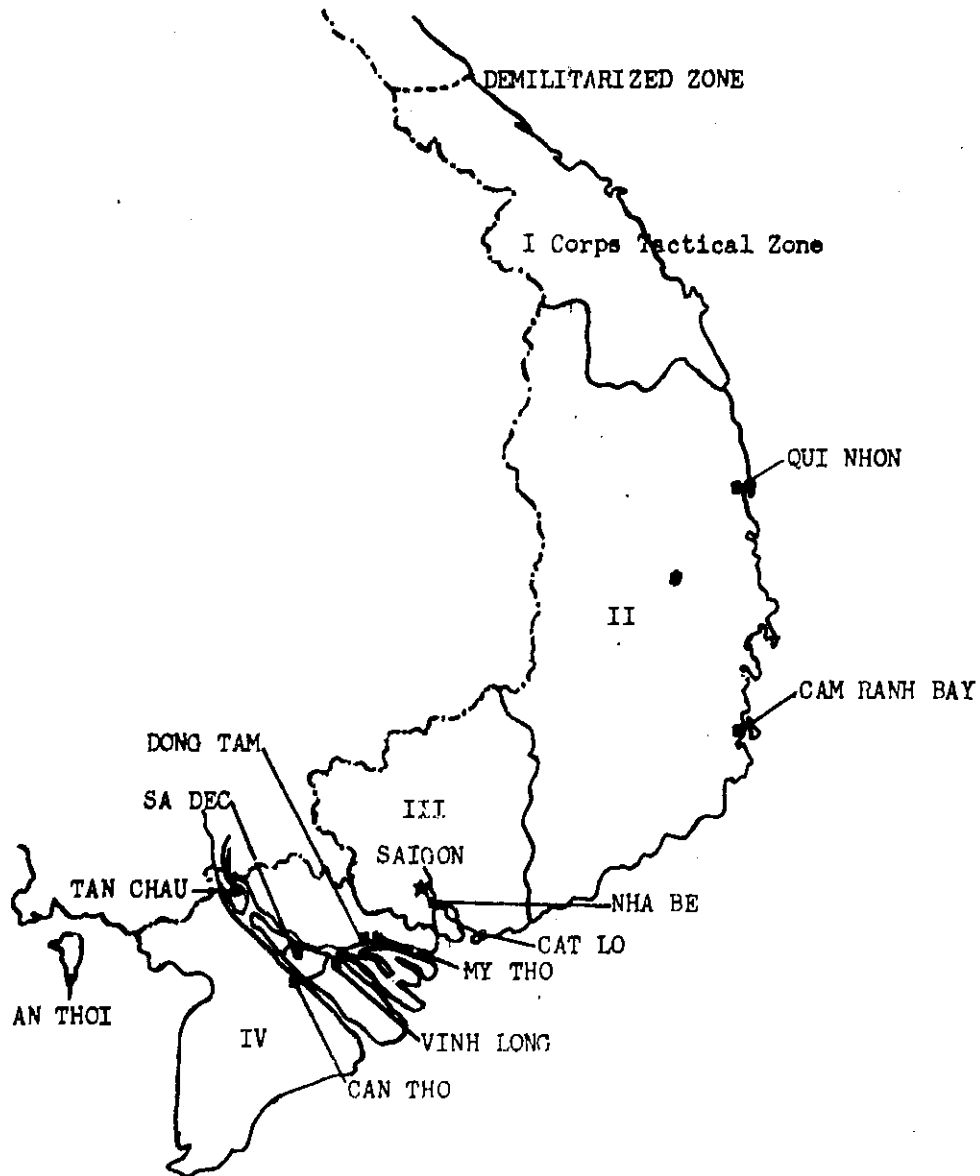 DEMILITARIZED ZONE
I Corps Tactical Zone
QUI NHON
II
CAM RANH BAY
DONG TAM
SA DEC
III
SAIGON
TAN CHAU
NHA BE
CAT LO
MY THO
AN THOI
IV
VINH LONG
CAN THO